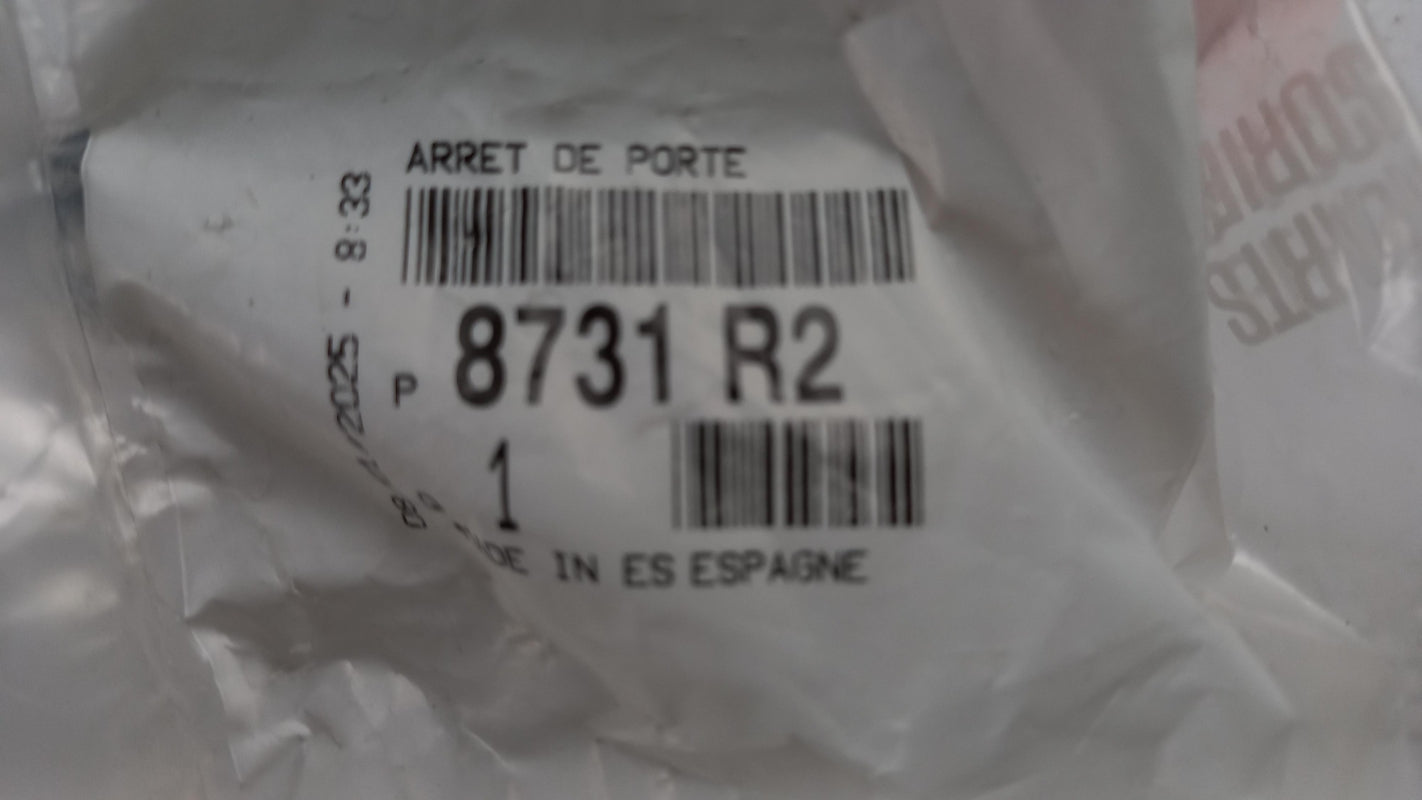 ARRET DE PORTE
P 8731 R2
1
IN ES ESPAGNE
/2025 - 8:33